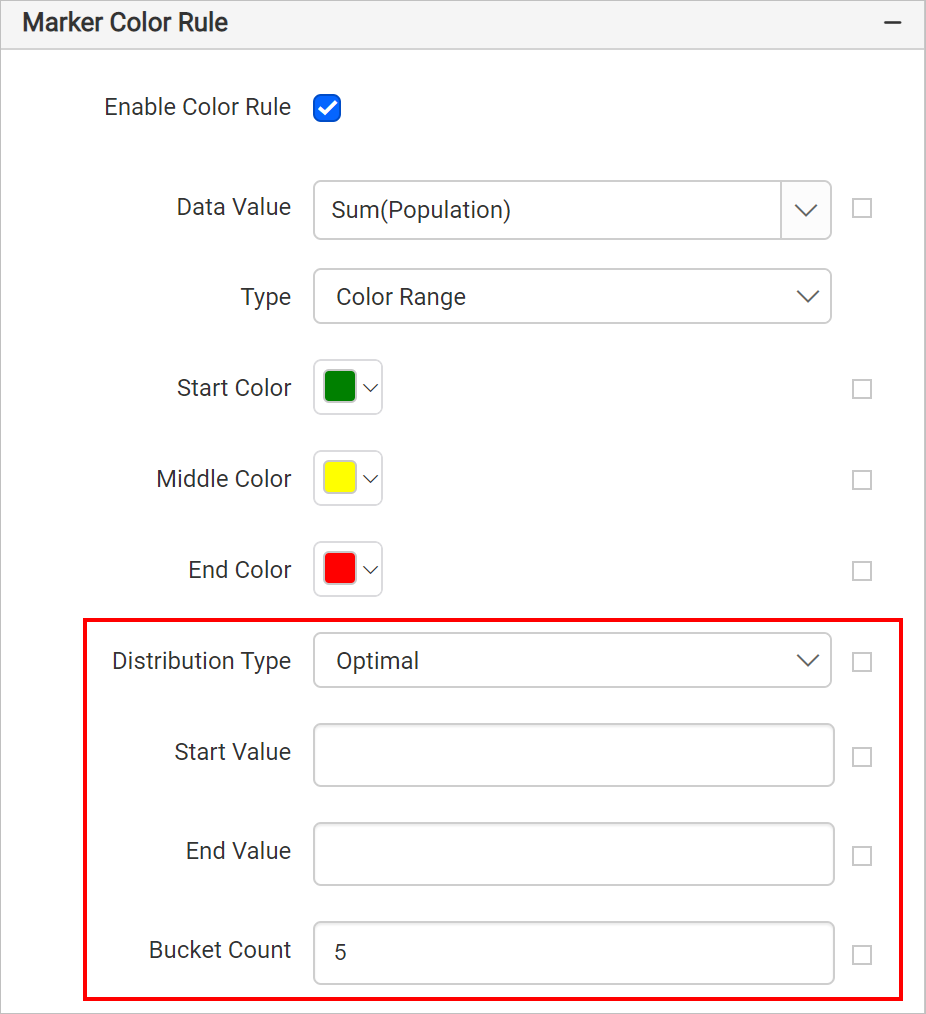 Marker Color Rule
Enable Color Rule
Data Value Sum(Population)
Type Color Range
Start Color
Middle Color
End Color
Distribution Type Optimal
Start Value
End Value
Bucket Count 5